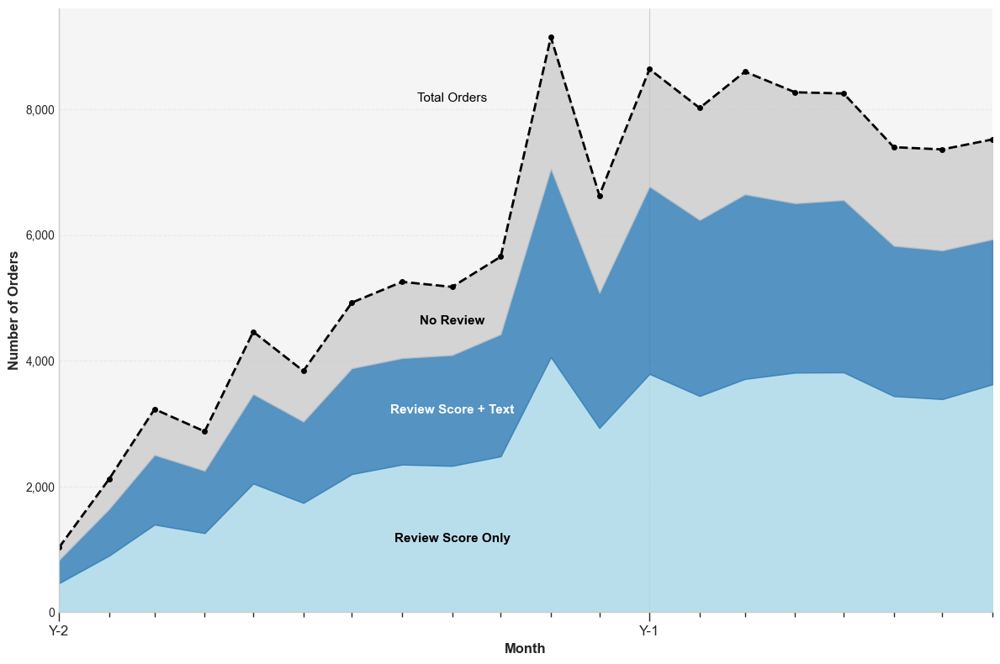 Total Orders
8,000
6,000
No Review
4,000
Review Score + Text
2,000
Review Score Only
0
Y-2
Y-1
Month
Number of Orders